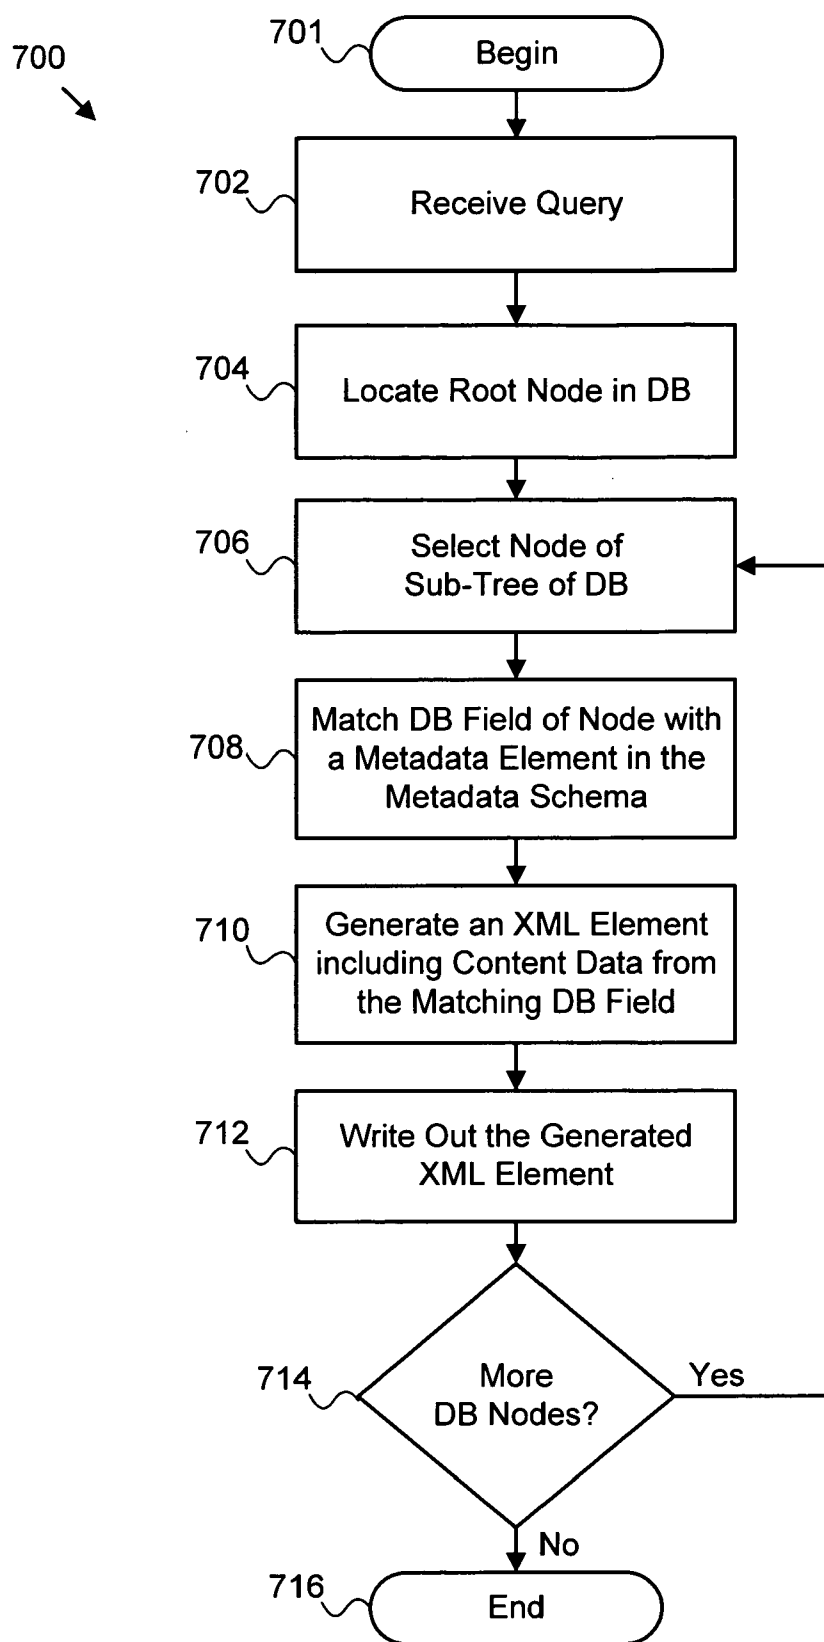 700
701
Begin
702
Receive Query
704
Locate Root Node in DB
706
Select Node of
Sub-Tree of DB
708
Match DB Field of Node with
a Metadata Element in the
Metadata Schema
710
Generate an XML Element
including Content Data from
the Matching DB Field
712
Write Out the Generated
XML Element
714
More
DB Nodes?
Yes
No
716
End